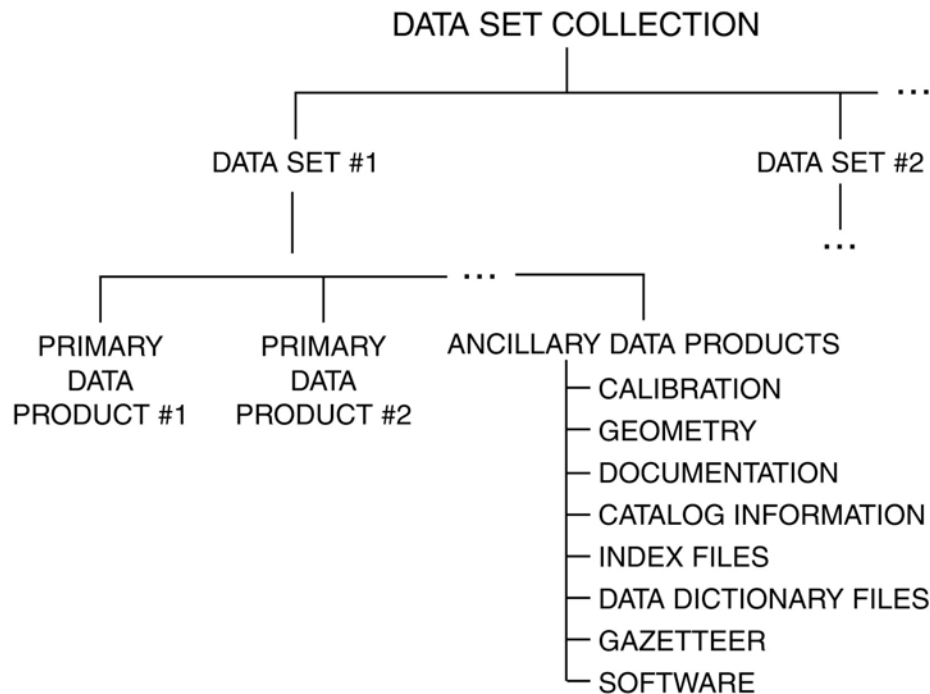 DATA SET COLLECTION
...
DATA SET #1
DATA SET #2
...
...
PRIMARY
DATA
PRODUCT #1
PRIMARY
DATA
PRODUCT #2
ANCILLARY DATA PRODUCTS
CALIBRATION
GEOMETRY
DOCUMENTATION
CATALOG INFORMATION
INDEX FILES
DATA DICTIONARY FILES
GAZETTEER
SOFTWARE